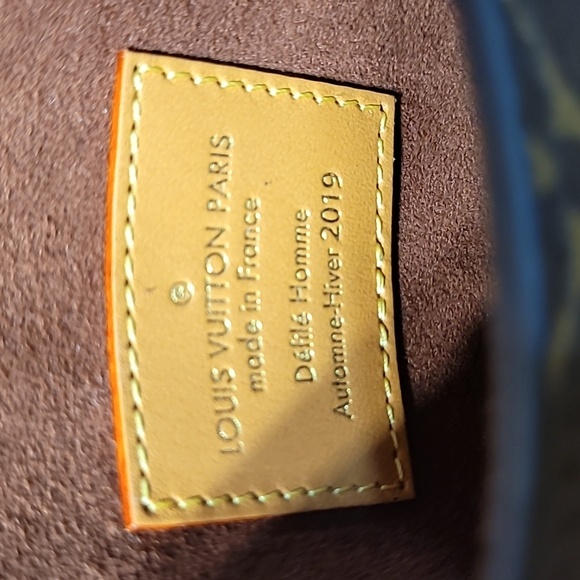 ®
LOUIS VUITTON PARIS
made in France
Défilé Homme
Automne-Hiver 2019